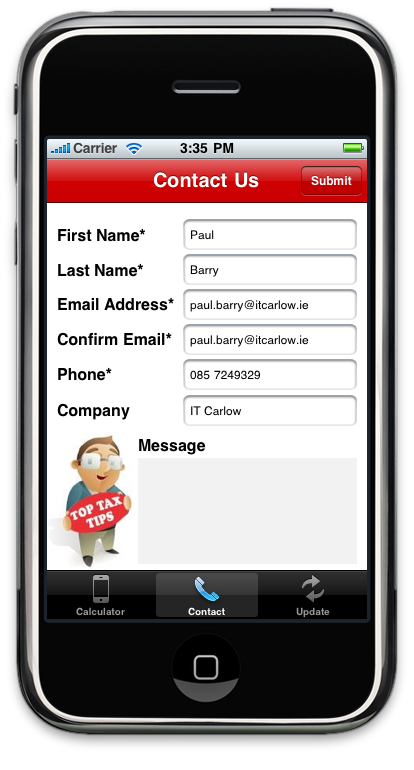 Carrier 3:35 PM
Contact Us Submit
First Name* Paul
Last Name* Barry
Email Address* paul.barry@itcarlow.ie
Confirm Email* paul.barry@itcarlow.ie
Phone* 085 7249329
Company IT Carlow
Message
TOP TAX
TIPS
Calculator Contact Update